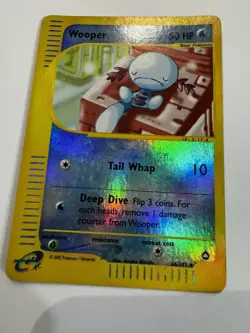 Wooper 50 HP
Basic Pokémon
Tail Whap 10
Deep Dive Flip 3 coins. For
each heads, remove 1 damage
counter from Wooper.
weakness resistance retreat cost